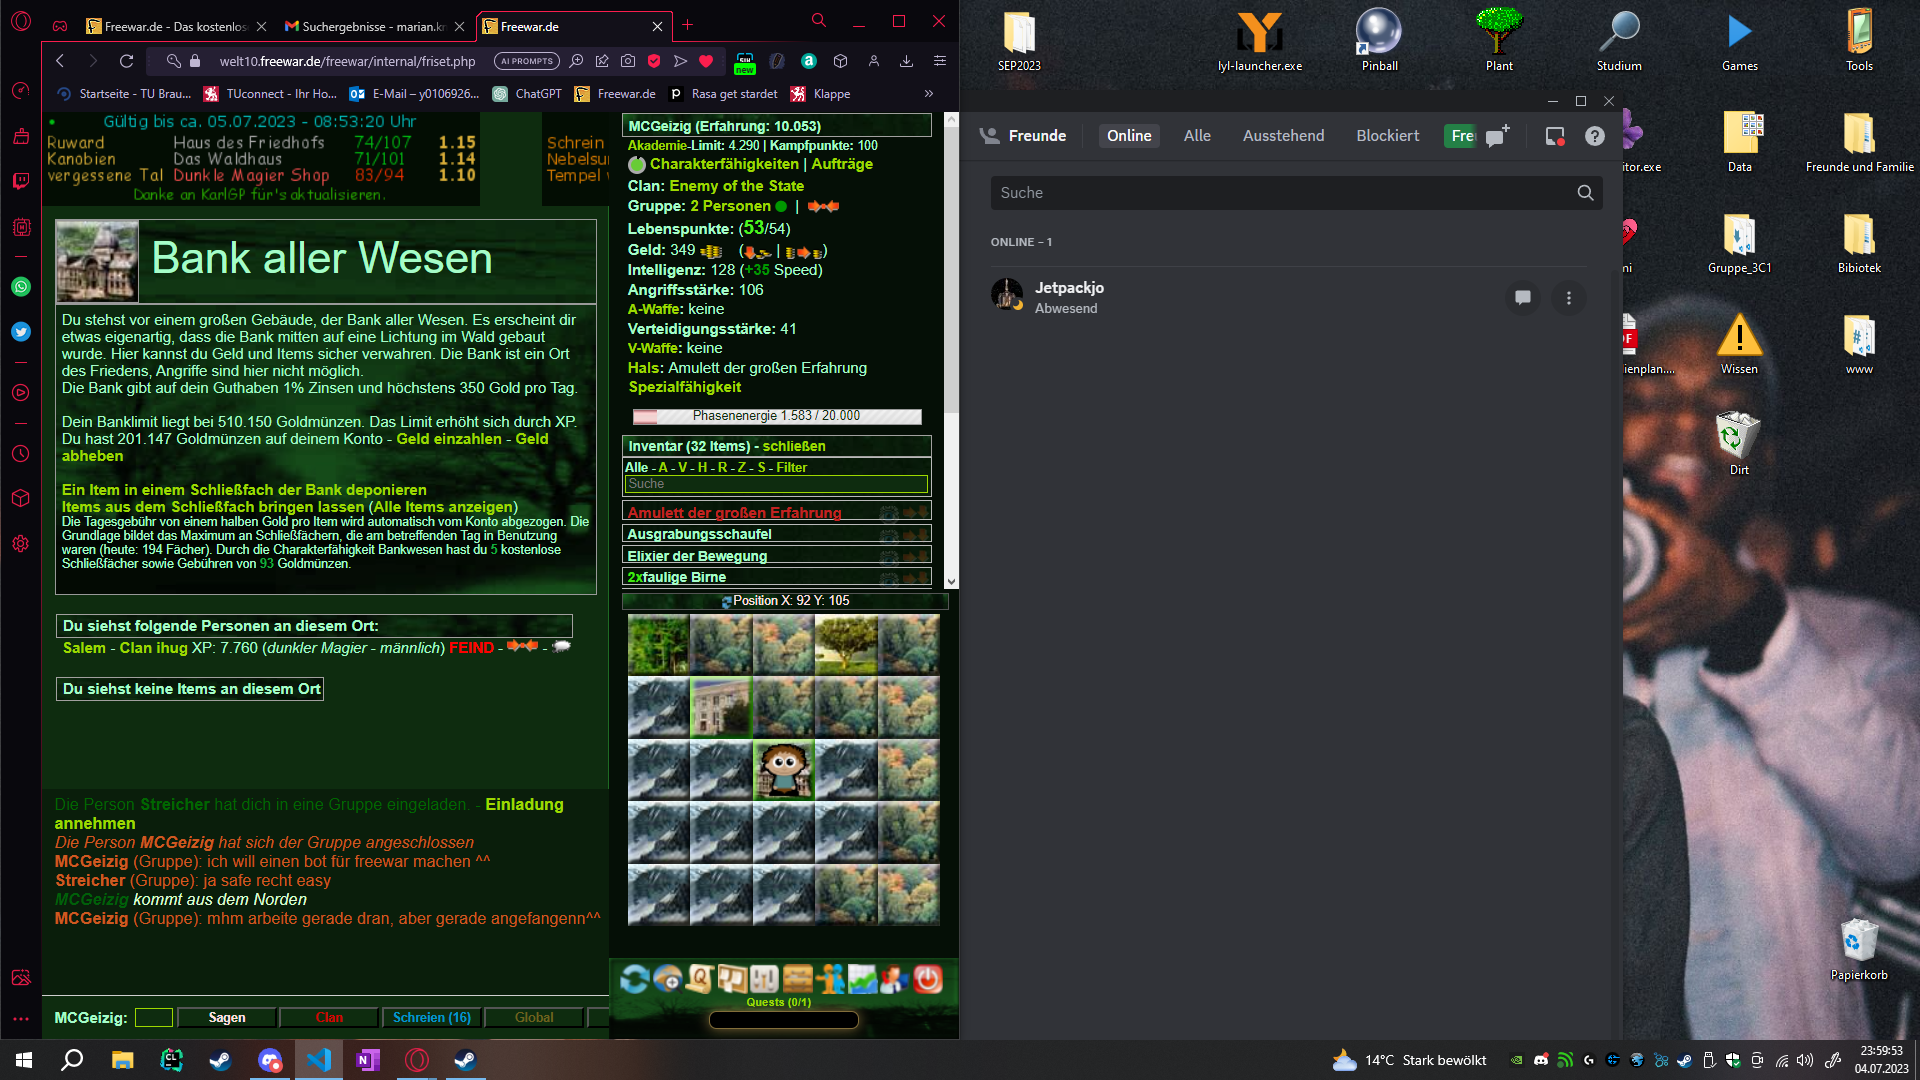 Freewar.de - Das kostenlos
Suchergebnisse - marian.kr
Freewar.de
welt10.freewar.de/freewar/internal/friset.php
AI PROMPTS
new
Startseite - TU Brau...
TUconnect - Ihr Ho...
E-Mail – y0106926...
ChatGPT
Freewar.de
Rasa get startet
Klappe
Gültig bis ca. 05.07.2023 - 08:53:20 Uhr
Ruward Haus des Friedhofs 74/107 1.15
Kanobien Das Waldhaus 71/101 1.14
vergessene Tal Dunkle Magier Shop 83/94 1.10
Danke an KarlGP für's aktualisieren.
Schrein
Nebelsu
Tempel
Bank aller Wesen
Du stehst vor einem großen Gebäude, der Bank aller Wesen. Es erscheint dir
etwas eigenartig, dass die Bank mitten auf eine Lichtung im Wald gebaut
wurde. Hier kannst du Geld und Items sicher verwahren. Die Bank ist ein Ort
des Friedens, Angriffe sind hier nicht möglich.
Die Bank gibt auf dein Guthaben 1% Zinsen und höchstens 350 Gold pro Tag.
Dein Banklimit liegt bei 510.150 Goldmünzen. Das Limit erhöht sich durch XP.
Du hast 201.147 Goldmünzen auf deinem Konto - Geld einzahlen - Geld
abheben
Ein Item in einem Schließfach der Bank deponieren
Items aus dem Schließfach bringen lassen (Alle Items anzeigen)
Die Tagesgebühr von einem halben Gold pro Item wird automatisch vom Konto abgezogen. Die
Grundlage bildet das Maximum an Schließfächern, die am betreffenden Tag in Benutzung
waren (heute: 194 Fächer). Durch die Charakterfähigkeit Bankwesen hast du 5 kostenlose
Schließfächer sowie Gebühren von 93 Goldmünzen.
Du siehst folgende Personen an diesem Ort:
Salem - Clan ihug XP: 7.760 (dunkler Magier - männlich) FEIND - -
Du siehst keine Items an diesem Ort
Die Person Streicher hat dich in eine Gruppe eingeladen. - Einladung
annehmen
Die Person MCGeizig hat sich der Gruppe angeschlossen
MCGeizig (Gruppe): ich will einen bot für freewar machen ^^
Streicher (Gruppe): ja safe recht easy
MCGeizig kommt aus dem Norden
MCGeizig (Gruppe): mhm arbeite gerade dran, aber gerade angefangenn^^
MCGeizig:
Sagen
Clan
Schreien (16)
Global
MCGeizig (Erfahrung: 10.053)
Akademie-Limit: 4.290 | Kampfpunkte: 100
Charakterfähigkeiten | Aufträge
Clan: Enemy of the State
Gruppe: 2 Personen |
Lebenspunkte: (53/54)
Geld: 349 ( | )
Intelligenz: 128 (+35 Speed)
Angriffsstärke: 106
A-Waffe: keine
Verteidigungsstärke: 41
V-Waffe: keine
Hals: Amulett der großen Erfahrung
Spezialfähigkeit
Phasenenergie 1.583 / 20.000
Inventar (32 Items) - schließen
Alle - A - V - H - R - Z - S - Filter
Suche
Amulett der großen Erfahrung
Ausgrabungsschaufel
Elixier der Bewegung
2xfaulige Birne
Position X: 92 Y: 105
Quests (0/1)
Freunde
Online
Alle
Ausstehend
Blockiert
Fre
Suche
ONLINE – 1
Jetpackjo
Abwesend
SEP2023
lyl-launcher.exe
Pinball
Plant
Studium
Games
Tools
itor.exe
Data
Freunde und Familie
mi
Gruppe_3C1
Bibiotek
DF
ienplan....
Wissen
www
Dirt
Papierkorb
14°C Stark bewölkt
23:59:53
04.07.2023